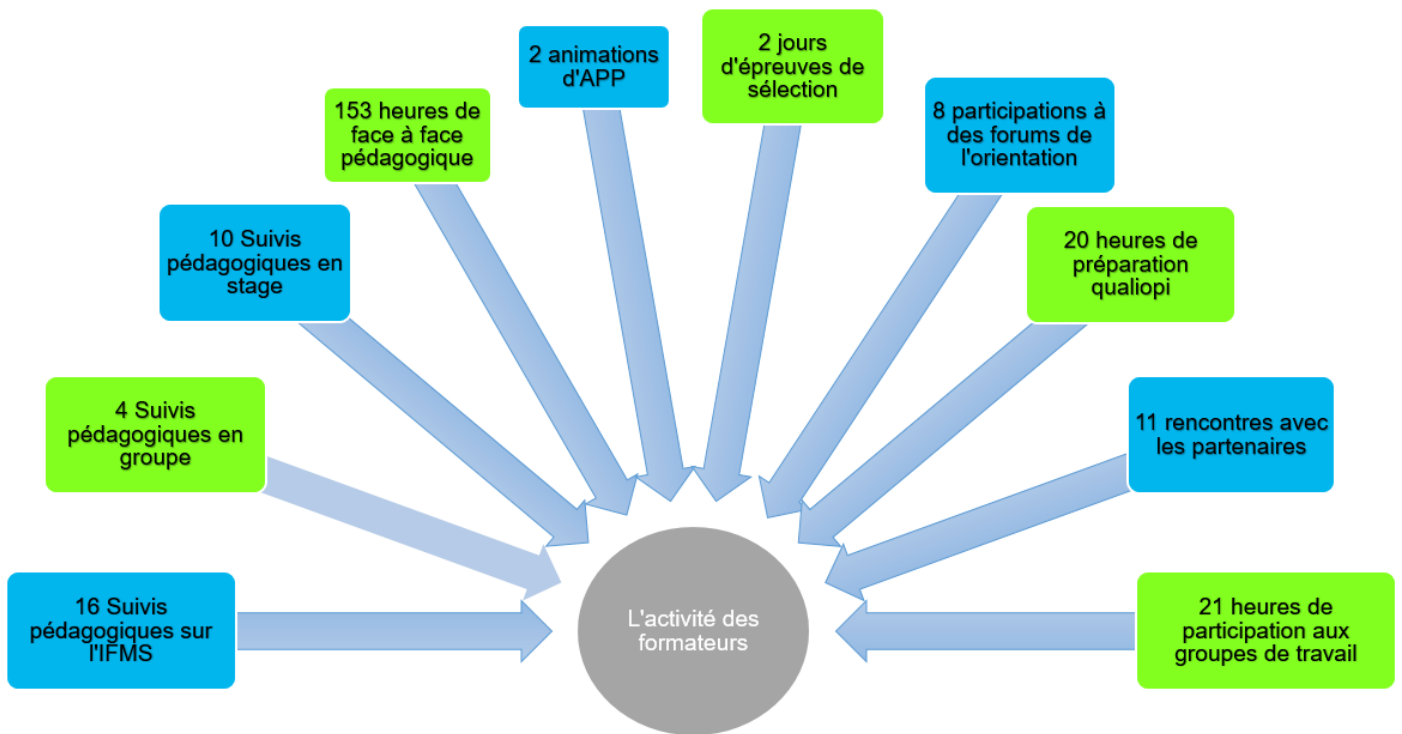 2 animations
d'APP
2 jours
d'épreuves de
sélection
153 heures de
face à face
pédagogique
8 participations à
des forums de
l'orientation
10 Suivis
pédagogiques en
stage
20 heures de
préparation
qualiopi
4 Suivis
pédagogiques en
groupe
11 rencontres avec
les partenaires
16 Suivis
pédagogiques sur
l'IFMS
L'activité des
formateurs
21 heures de
participation aux
groupes de travail